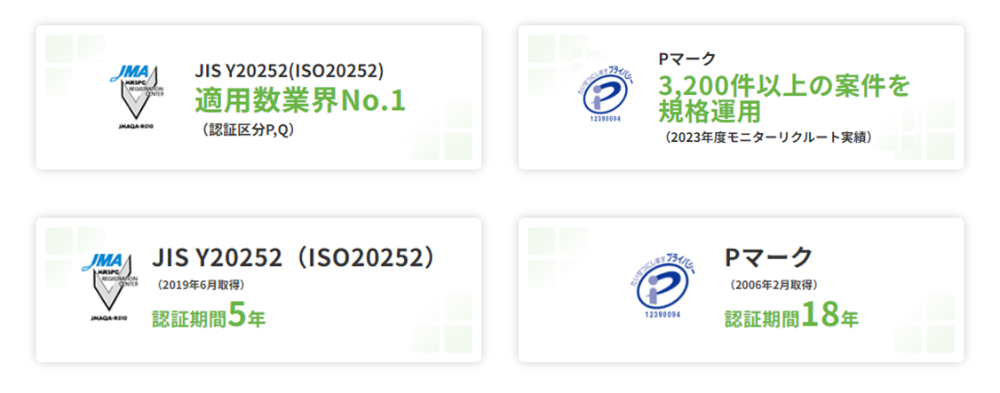 JMA
MRSPC
REGISTRATION
CENTER
JMAQA-R010
JIS Y20252(ISO20252)
適用数業界No.1
（認証区分P,Q）
たいせつにします プライバシー
12390094
Pマーク
3,200件以上の案件を
規格運用
（2023年度モニターリクルート実績）
JMA
MRSPC
REGISTRATION
CENTER
JMAQA-R010
JIS Y20252（ISO20252）
（2019年6月取得）
認証期間5年
たいせつにします プライバシー
12390094
Pマーク
（2006年2月取得）
認証期間18年